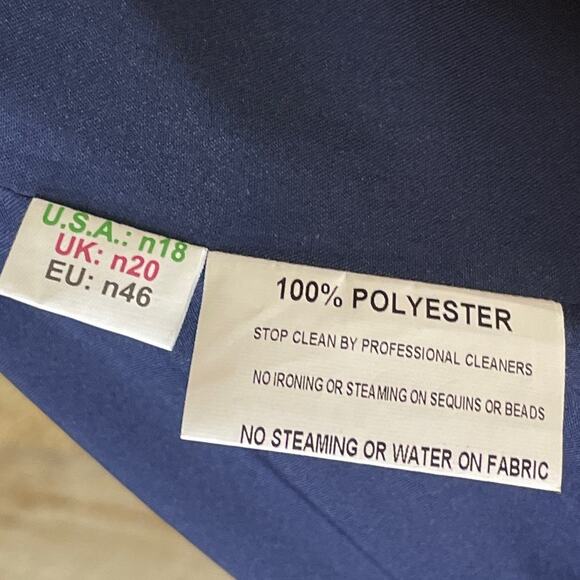 U.S.A.: n18
UK: n20
EU: n46
100% POLYESTER
STOP CLEAN BY PROFESSIONAL CLEANERS
NO IRONING OR STEAMING ON SEQUINS OR BEADS
NO STEAMING OR WATER ON FABRIC